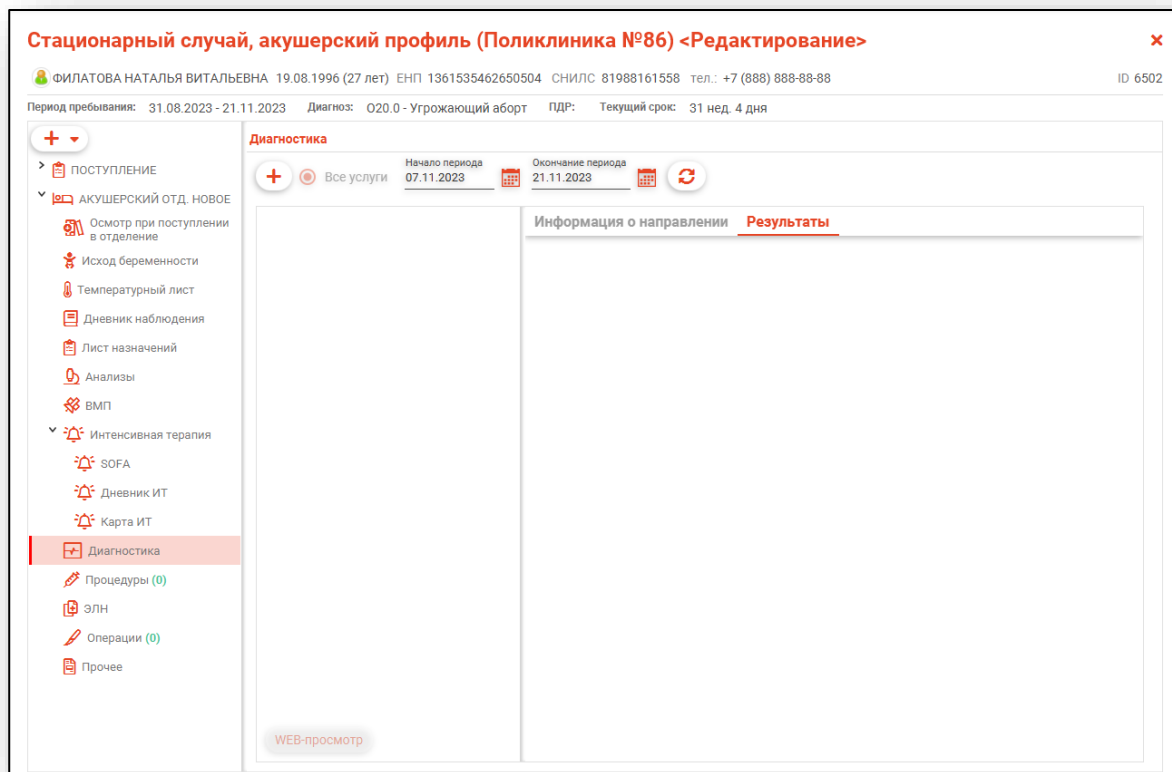 Стационарный случай, акушерский профиль (Поликлиника №86) <Редактирование>
ФИЛАТОВА НАТАЛЬЯ ВИТАЛЬЕВНА 19.08.1996 (27 лет) ЕНП 1361535462650504 СНИЛС 81988161558 тел.: +7 (888) 888-88-88 ID 6502
Период пребывания: 31.08.2023 - 21.11.2023 Диагноз: O20.0 - Угрожающий аборт ПДР: Текущий срок: 31 нед. 4 дня
ПОСТУПЛЕНИЕ
АКУШЕРСКИЙ ОТД. НОВОЕ
Осмотр при поступлении
в отделение
Исход беременности
Температурный лист
Дневник наблюдения
Лист назначений
Анализы
ВМП
Интенсивная терапия
SOFA
Дневник ИТ
Карта ИТ
Диагностика
Процедуры (0)
ЭЛН
Операции (0)
Прочее
Диагностика
Все услуги
Начало периода
07.11.2023
Окончание периода
21.11.2023
Информация о направлении Результаты
WEB-просмотр